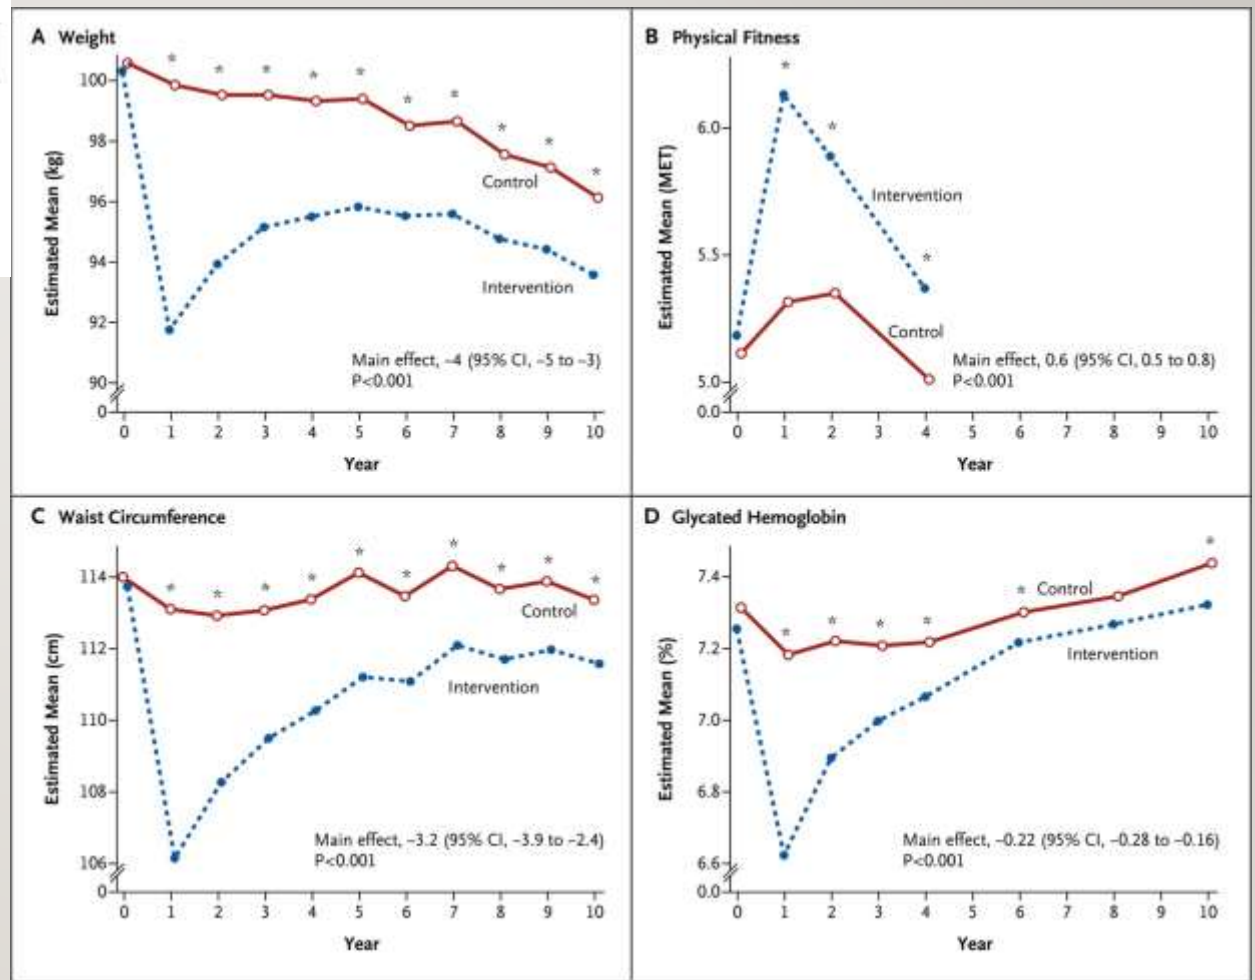 A Weight
*
*
*
*
*
*
*
*
*
*
100
98
96
94
92
90
0
Estimated Mean (kg)
Control
Intervention
Main effect, –4 (95% CI, –5 to –3)
P<0.001
0 1 2 3 4 5 6 7 8 9 10
Year
B Physical Fitness
*
*
*
6.0
5.5
5.0
0.0
Estimated Mean (MET)
Intervention
Control
Main effect, 0.6 (95% CI, 0.5 to 0.8)
P<0.001
0 1 2 3 4 5 6 7 8 9 10
Year
C Waist Circumference
*
*
*
*
*
*
*
*
*
*
114
112
110
108
106
0
Estimated Mean (cm)
Control
Intervention
Main effect, –3.2 (95% CI, –3.9 to –2.4)
P<0.001
0 1 2 3 4 5 6 7 8 9 10
Year
D Glycated Hemoglobin
*
*
*
*
*
*
7.4
7.2
7.0
6.8
6.6
0.0
Estimated Mean (%)
Control
Intervention
Main effect, –0.22 (95% CI, –0.28 to –0.16)
P<0.001
0 1 2 3 4 5 6 7 8 9 10
Year